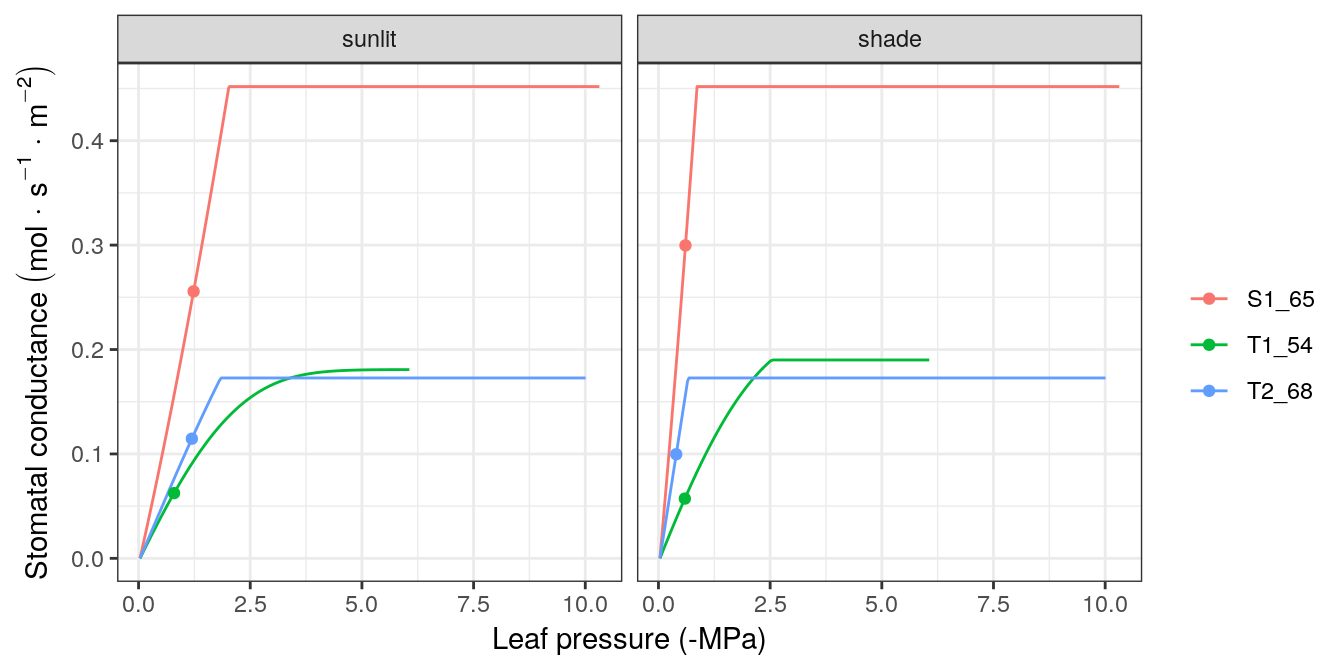 sunlit
shade
Stomatal conductance (mol · s⁻¹ · m⁻²)
0.4
0.3
0.2
0.1
0.0
0.0 2.5 5.0 7.5 10.0
0.0 2.5 5.0 7.5 10.0
Leaf pressure (-MPa)
S1_65
T1_54
T2_68